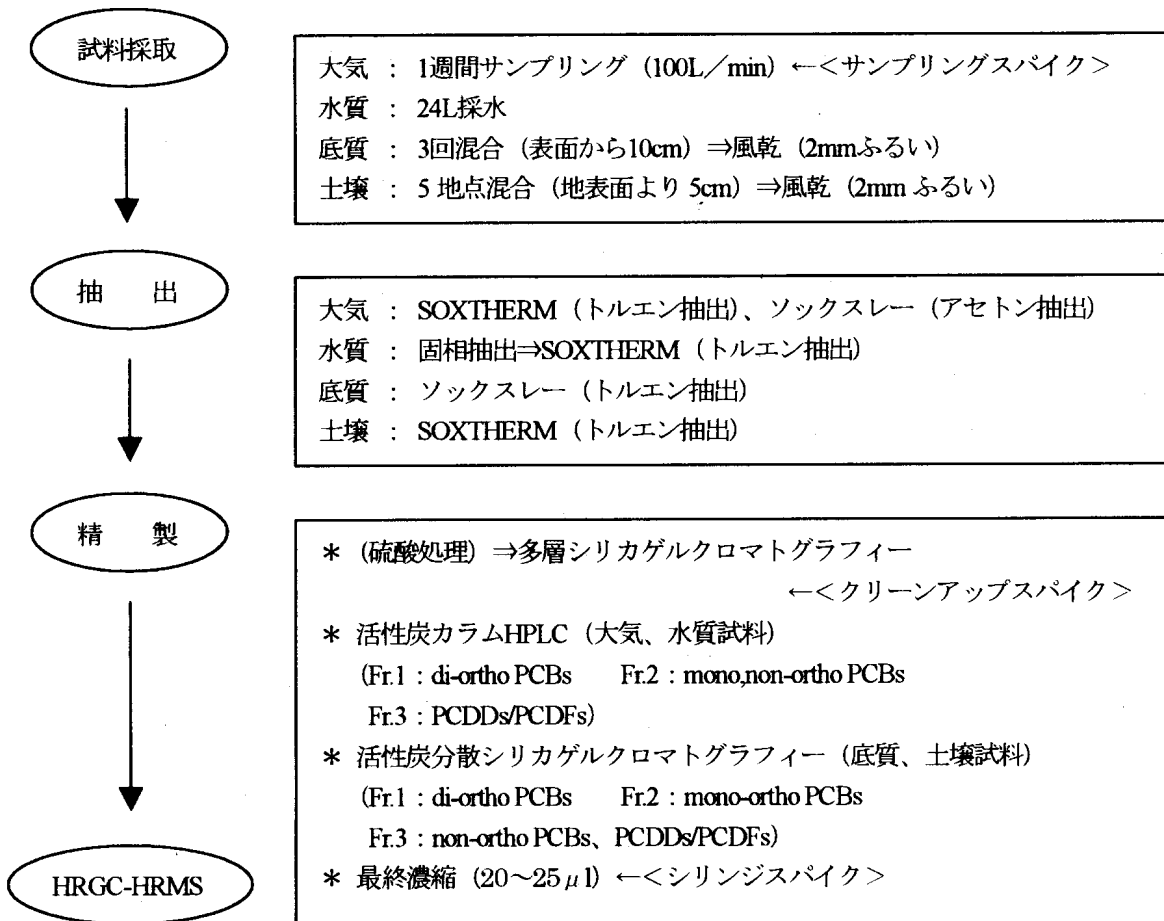 試料採取
大気 : 1週間サンプリング (100L／min) ←<サンプリングスパイク>
水質 : 24L採水
底質 : 3回混合 (表面から10cm) ⇒風乾 (2mmふるい)
土壌 : 5 地点混合 (地表面より 5cm) ⇒風乾 (2mm ふるい)
抽 出
大気 : SOXTHERM (トルエン抽出)、ソックスレー (アセトン抽出)
水質 : 固相抽出⇒SOXTHERM (トルエン抽出)
底質 : ソックスレー (トルエン抽出)
土壌 : SOXTHERM (トルエン抽出)
精 製
＊ (硫酸処理) ⇒多層シリカゲルクロマトグラフィー
←<クリーンアップスパイク>
＊ 活性炭カラムHPLC (大気、水質試料)
(Fr.1 : di-ortho PCBs Fr.2 : mono,non-ortho PCBs
Fr.3 : PCDDs/PCDFs)
＊ 活性炭分散シリカゲルクロマトグラフィー (底質、土壌試料)
(Fr.1 : di-ortho PCBs Fr.2 : mono-ortho PCBs
Fr.3 : non-ortho PCBs、PCDDs/PCDFs)
＊ 最終濃縮 (20～25μl) ←<シリンジスパイク>
HRGC-HRMS